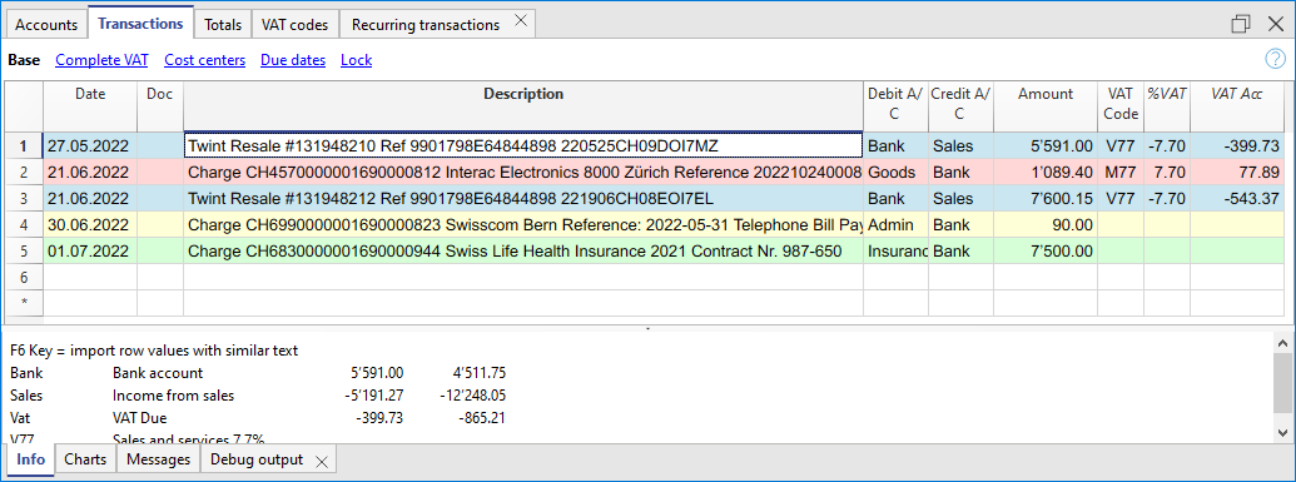 Accounts Transactions Totals VAT codes Recurring transactions
Base Complete VAT Cost centers Due dates Lock
Date Doc Description Debit A/C Credit A/C Amount VAT Code %VAT VAT Acc
1 27.05.2022 Twint Resale #131948210 Ref 9901798E64844898 220525CH09DOI7MZ Bank Sales 5'591.00 V77 -7.70 -399.73
2 21.06.2022 Charge CH4570000001690000812 Interac Electronics 8000 Zürich Reference 202210240008 Goods Bank 1'089.40 M77 7.70 77.89
3 21.06.2022 Twint Resale #131948212 Ref 9901798E64844898 221906CH08EOI7EL Bank Sales 7'600.15 V77 -7.70 -543.37
4 30.06.2022 Charge CH6990000001690000823 Swisscom Bern Reference: 2022-05-31 Telephone Bill Pay Admin Bank 90.00
5 01.07.2022 Charge CH6830000001690000944 Swiss Life Health Insurance 2021 Contract Nr. 987-650 Insuranc Bank 7'500.00
6
*
F6 Key = import row values with similar text
Bank Bank account 5'591.00 4'511.75
Sales Income from sales -5'191.27 -12'248.05
Vat VAT Due -399.73 -865.21
V77 Sales and services 7.7%
Info Charts Messages Debug output